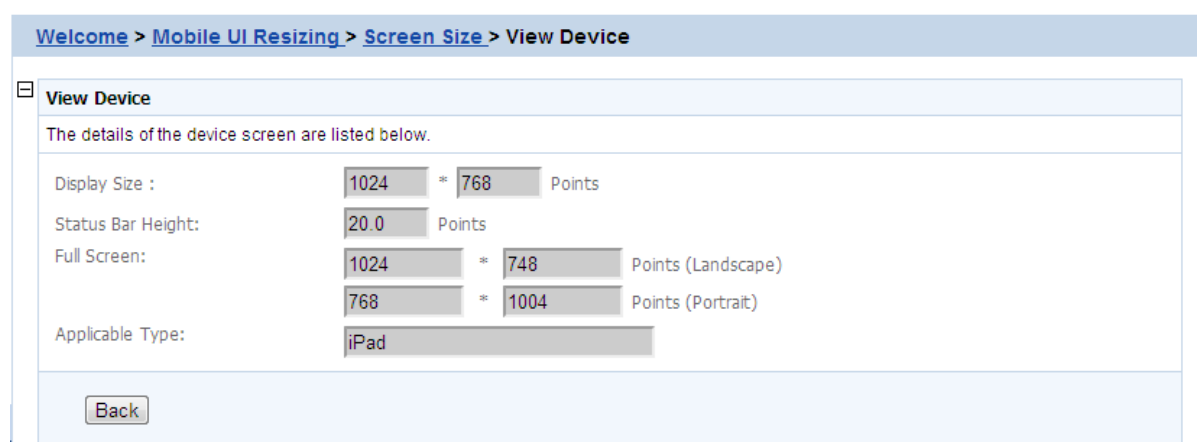 Welcome > Mobile UI Resizing > Screen Size > View Device
View Device
The details of the device screen are listed below.
Display Size : 1024 * 768 Points
Status Bar Height: 20.0 Points
Full Screen: 1024 * 748 Points (Landscape)
768 * 1004 Points (Portrait)
Applicable Type: iPad
Back